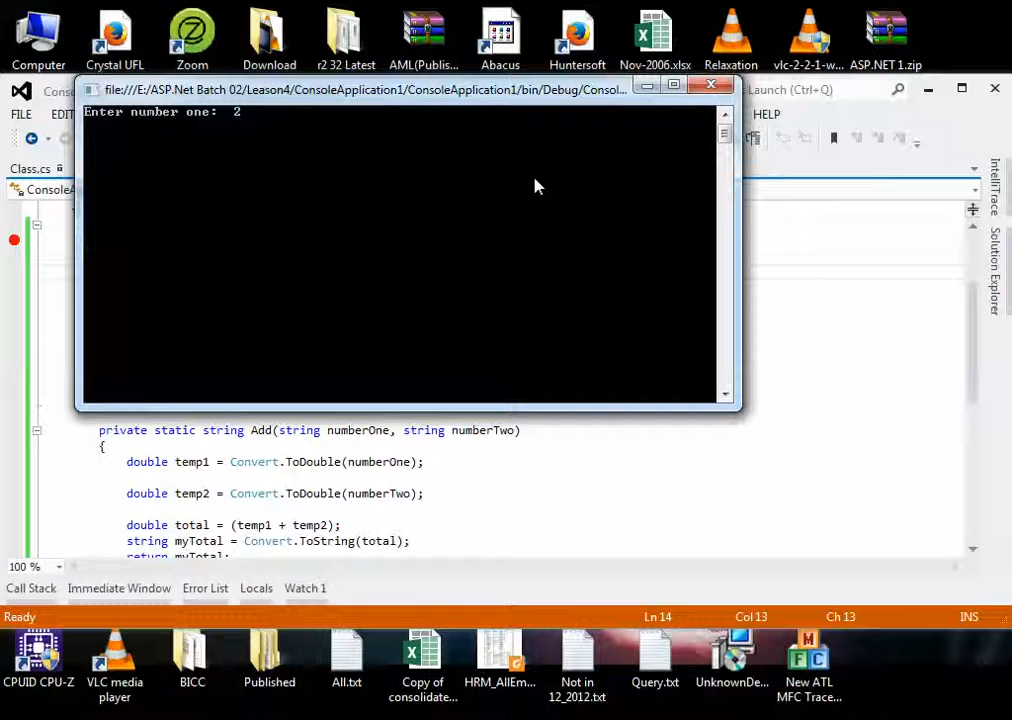 Computer
Crystal UFL
Zoom
Download
r2 32 Latest
AML(Publis...
Abacus
Huntersoft
Nov-2006.xlsx
Relaxation
vlc-2-2-1-w...
ASP.NET 1.zip
file:///E:/ASP.Net Batch 02/Leason4/ConsoleApplication1/ConsoleApplication1/bin/Debug/Consol...
Launch (Ctrl+Q)
FILE
HELP
Enter number one:  2
Class.cs
IntelliTrace
Solution Explorer
private static string Add(string numberOne, string numberTwo)
{
double temp1 = Convert.ToDouble(numberOne);
double temp2 = Convert.ToDouble(numberTwo);
double total = (temp1 + temp2);
string myTotal = Convert.ToString(total);
return myTotal;
100 %
Call Stack
Immediate Window
Error List
Locals
Watch 1
Ready
Ln 14
Col 13
Ch 13
INS
CPUID CPU-Z
VLC media player
BICC
Published
All.txt
Copy of consolidate...
HRM_AllEm...
Not in 12_2012.txt
Query.txt
UnknownDe...
New ATL MFC Trace...